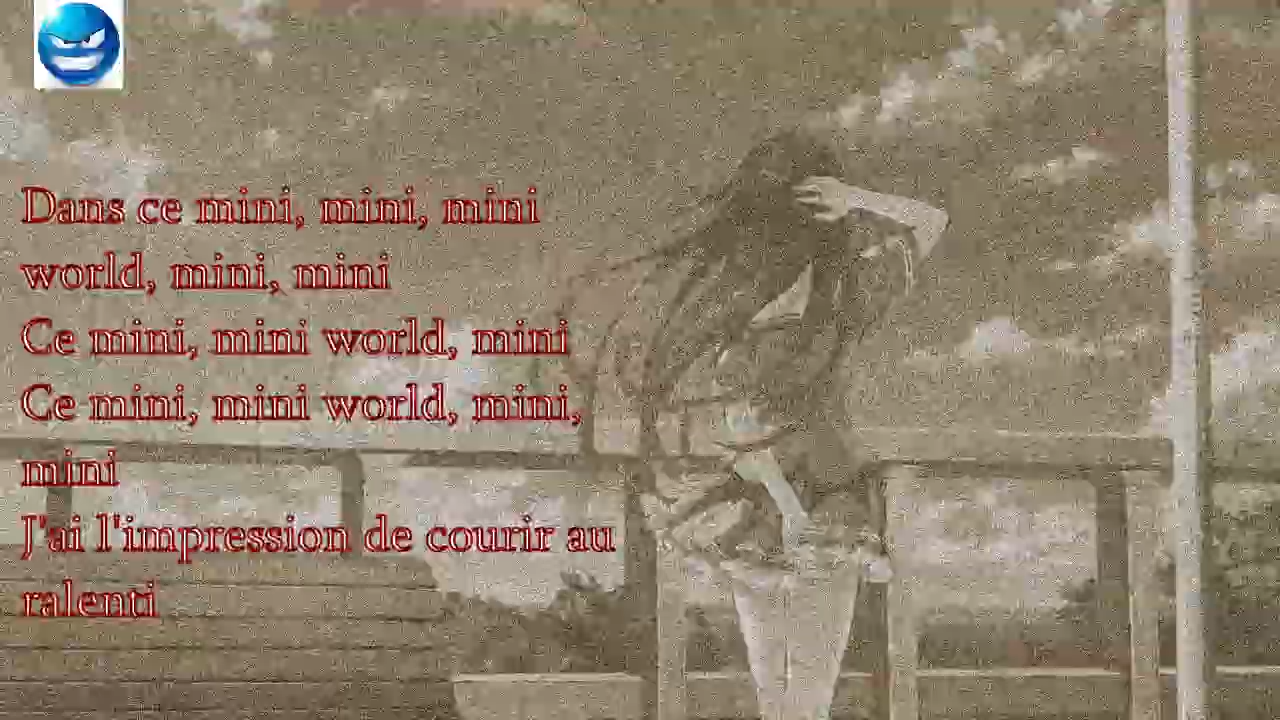 Dans ce mini, mini, mini
world, mini, mini
Ce mini, mini world, mini
Ce mini, mini world, mini,
mini
J'ai l'impression de courir au
ralenti